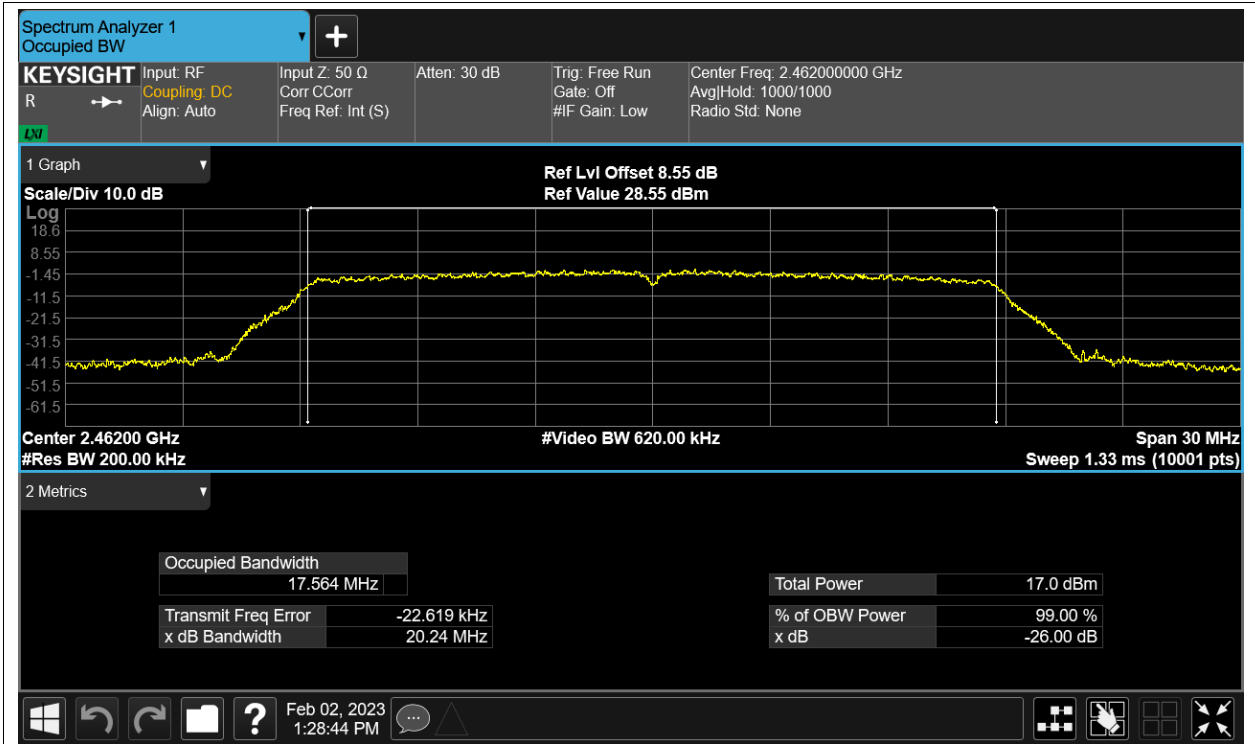 Spectrum Analyzer 1
Occupied BW
KEYSIGHT
R
LXI
Input: RF
Coupling: DC
Align: Auto
Input Z: 50 Ω
Corr CCorr
Freq Ref: Int (S)
Atten: 30 dB
Trig: Free Run
Gate: Off
#IF Gain: Low
Center Freq: 2.462000000 GHz
Avg|Hold: 1000/1000
Radio Std: None
1 Graph
Scale/Div 10.0 dB
Ref Lvl Offset 8.55 dB
Ref Value 28.55 dBm
Log
18.6
8.55
-1.45
-11.5
-21.5
-31.5
-41.5
-51.5
-61.5
Center 2.46200 GHz
#Video BW 620.00 kHz
Span 30 MHz
#Res BW 200.00 kHz
Sweep 1.33 ms (10001 pts)
2 Metrics
Occupied Bandwidth
17.564 MHz
Total Power 17.0 dBm
Transmit Freq Error -22.619 kHz
% of OBW Power 99.00 %
x dB Bandwidth 20.24 MHz
x dB -26.00 dB
?
Feb 02, 2023
1:28:44 PM